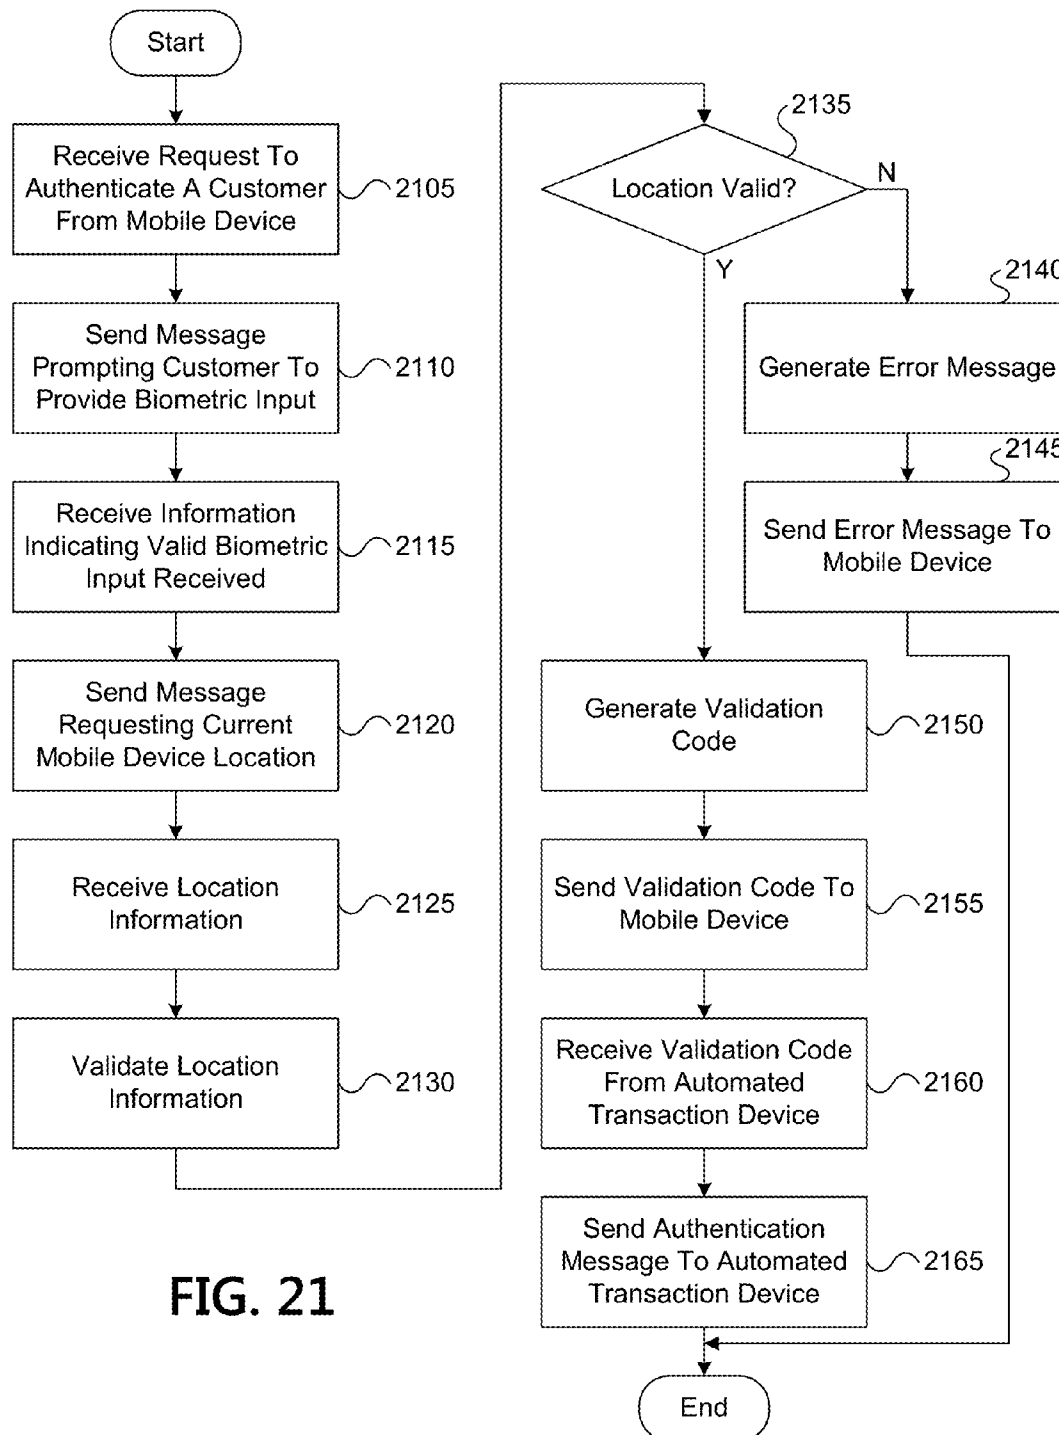 Start
Receive Request To
Authenticate A Customer
From Mobile Device
2105
Send Message
Prompting Customer To
Provide Biometric Input
2110
Receive Information
Indicating Valid Biometric
Input Received
2115
Send Message
Requesting Current
Mobile Device Location
2120
Receive Location
Information
2125
Validate Location
Information
2130
2135
Location Valid?
N
Y
2140
Generate Error Message
2145
Send Error Message To
Mobile Device
Generate Validation
Code
2150
Send Validation Code To
Mobile Device
2155
Receive Validation Code
From Automated
Transaction Device
2160
Send Authentication
Message To Automated
Transaction Device
2165
End
FIG. 21